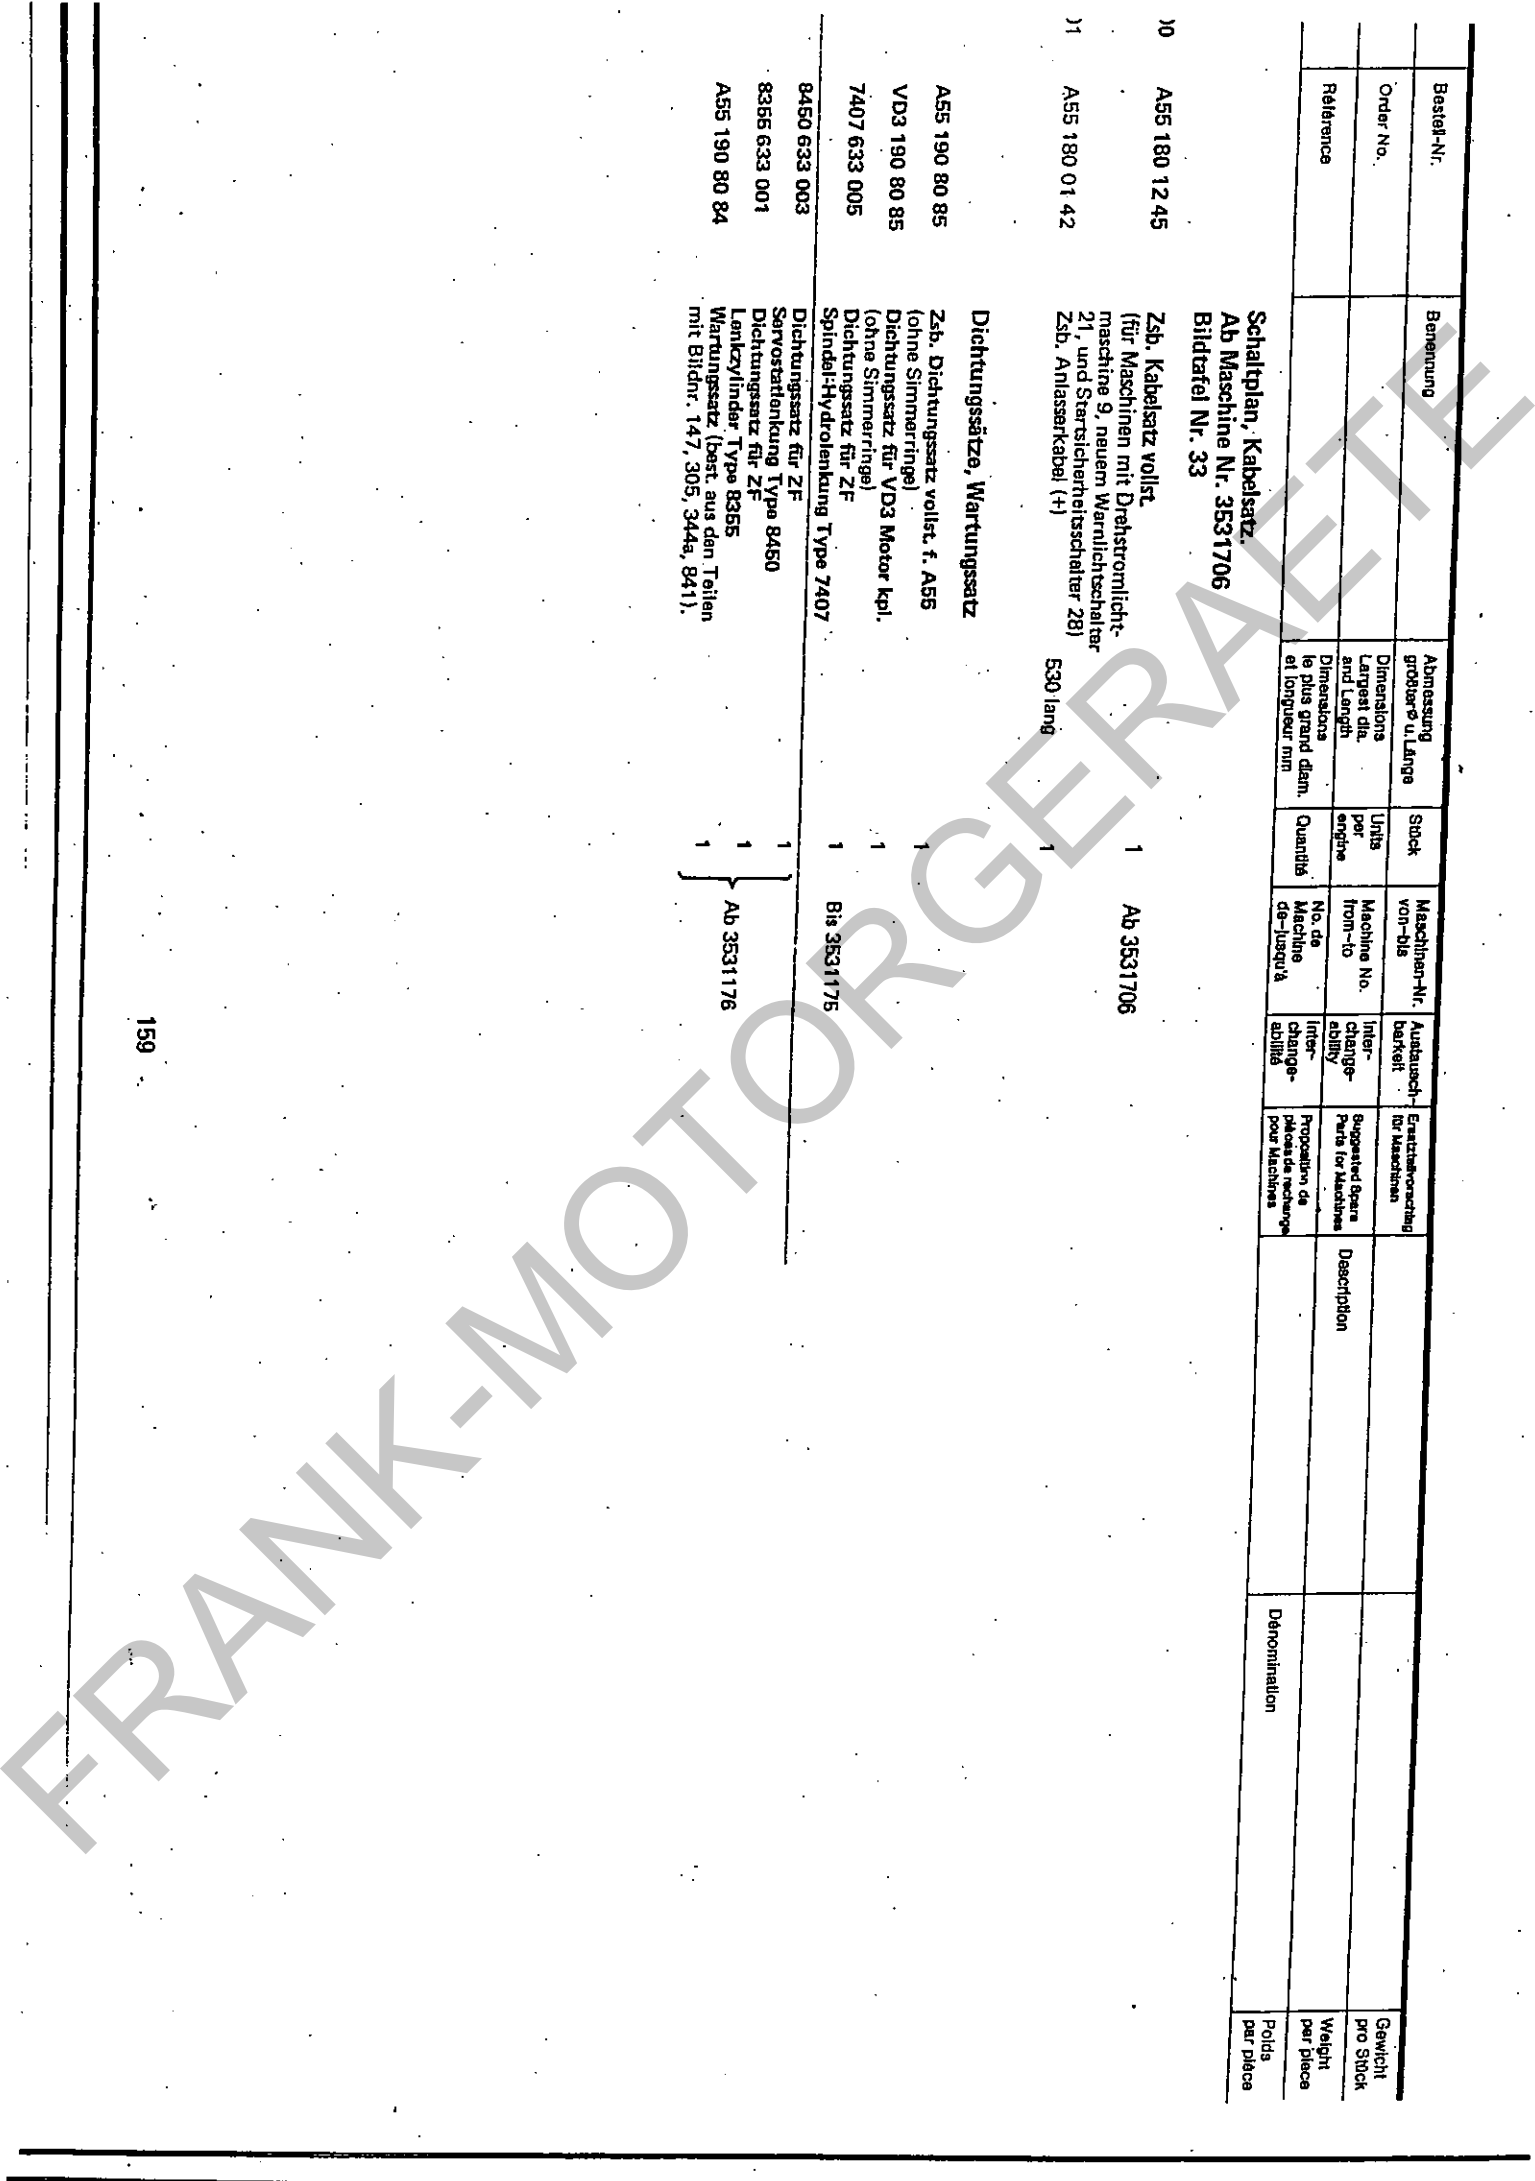 Bestell-Nr.
Order No.
Référence
Benennung
Abmessung
größter Ø u. Länge
Dimensions
Largest dia.
and Length
Dimensions
le plus grand diam.
et longueur mm
Stück
Units
per
engine
Quantité
Maschinen-Nr.
von-bis
Machine No.
from-to
No. de
Machine
de-jusqu'à
Austausch-
barkeit
Inter-
change-
ability
Inter-
change-
abilité
Ersatzteilvorschlag
für Maschinen
Suggested Spare
Parts for Machines
Proposition de
pièces de rechange
pour Machines
Description
Dénomination
Gewicht
pro Stück
Weight
per piece
Poids
par pièce
Schaltplan, Kabelsatz.
Ab Maschine Nr. 3531706
Bildtafel Nr. 33
)0 A55 180 12 45 Zsb. Kabelsatz vollst.
(für Maschinen mit Drehstromlicht- 1 Ab 3531706
maschine 9, neuem Warnlichtschalter
21, und Startsicherheitsschalter 28)
)1 A55 180 01 42 Zsb. Anlasserkabel (+) 530 lang 1
Dichtungssätze, Wartungssatz
A55 190 80 85 Zsb. Dichtungssatz vollst. f. A55
(ohne Simmerringe) 1
VD3 190 80 85 Dichtungssatz für VD3 Motor kpl.
(ohne Simmerringe) 1
7407 633 005 Dichtungssatz für ZF
Spindel-Hydrolenkung Type 7407 1 Bis 3531175
8450 633 003 Dichtungssatz für ZF
Servostatlenkung Type 8450 1
8355 633 001 Dichtungssatz für ZF
Lenkzylinder Type 8355 1 Ab 3531176
A55 190 80 84 Wartungssatz (best. aus den Teilen
mit Bildnr. 147, 305, 344a, 841). 1
159
FRANK-MOTORGERAETE